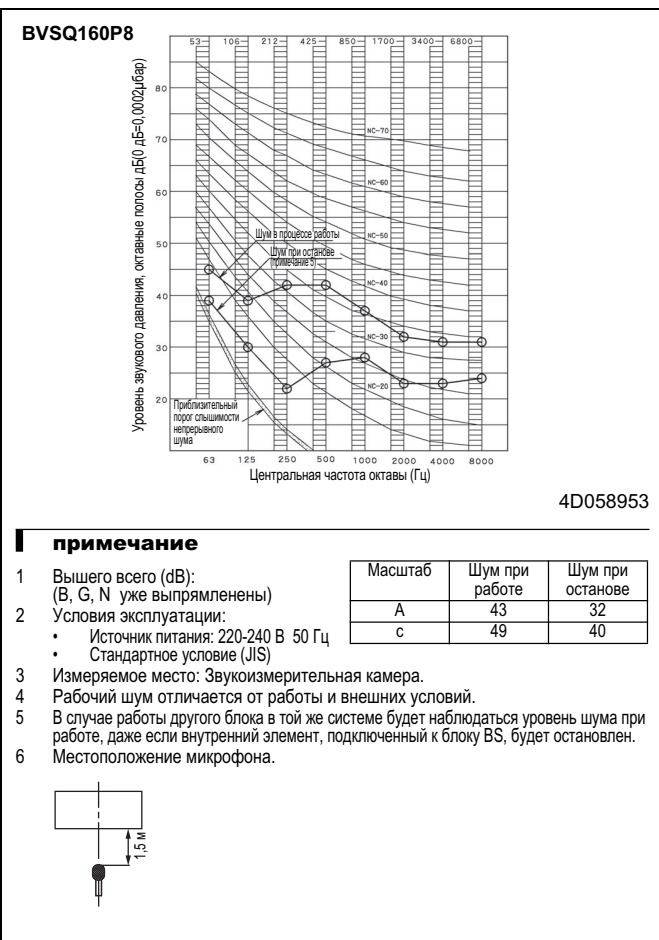 BVSQ160P8
53 106 212 425 850 1700 3400 6800
80
70
60
50
40
30
20
NC-70
NC-60
NC-50
NC-40
NC-30
NC-20
Шум в процессе работы
Шум при останове
(примечание 5)
Приблизительный
порог слышимости
непрерывного
шума
Уровень звукового давления, октавные полосы дБ(0 дБ=0,0002µбар)
63 125 250 500 1000 2000 4000 8000
Центральная частота октавы (Гц)
4D058953
примечание
1 Вышего всего (dB):
(B, G, N уже выпрямленены)
2 Условия эксплуатации:
• Источник питания: 220-240 В 50 Гц
• Стандартное условие (JIS)
Масштаб Шум при работе Шум при останове
A 43 32
c 49 40
3 Измеряемое место: Звукоизмерительная камера.
4 Рабочий шум отличается от работы и внешних условий.
5 В случае работы другого блока в той же системе будет наблюдаться уровень шума при
работе, даже если внутренний элемент, подключенный к блоку BS, будет остановлен.
6 Местоположение микрофона.
1,5 м